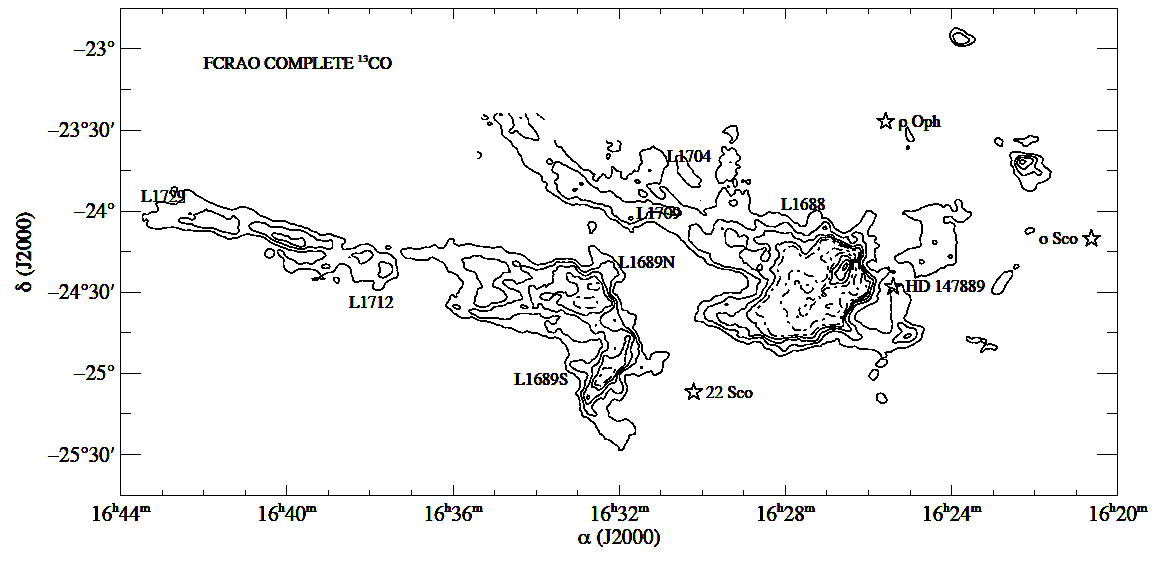 −23°
FCRAO COMPLETE ¹³CO
−23°30′
ρ Oph
L1704
L1729
L1709
L1688
−24°
ο Sco
L1689N
−24°30′
L1712
HD 147889
−25°
L1689S
22 Sco
−25°30′
δ (J2000)
16ʰ44ᵐ 16ʰ40ᵐ 16ʰ36ᵐ 16ʰ32ᵐ 16ʰ28ᵐ 16ʰ24ᵐ 16ʰ20ᵐ
α (J2000)